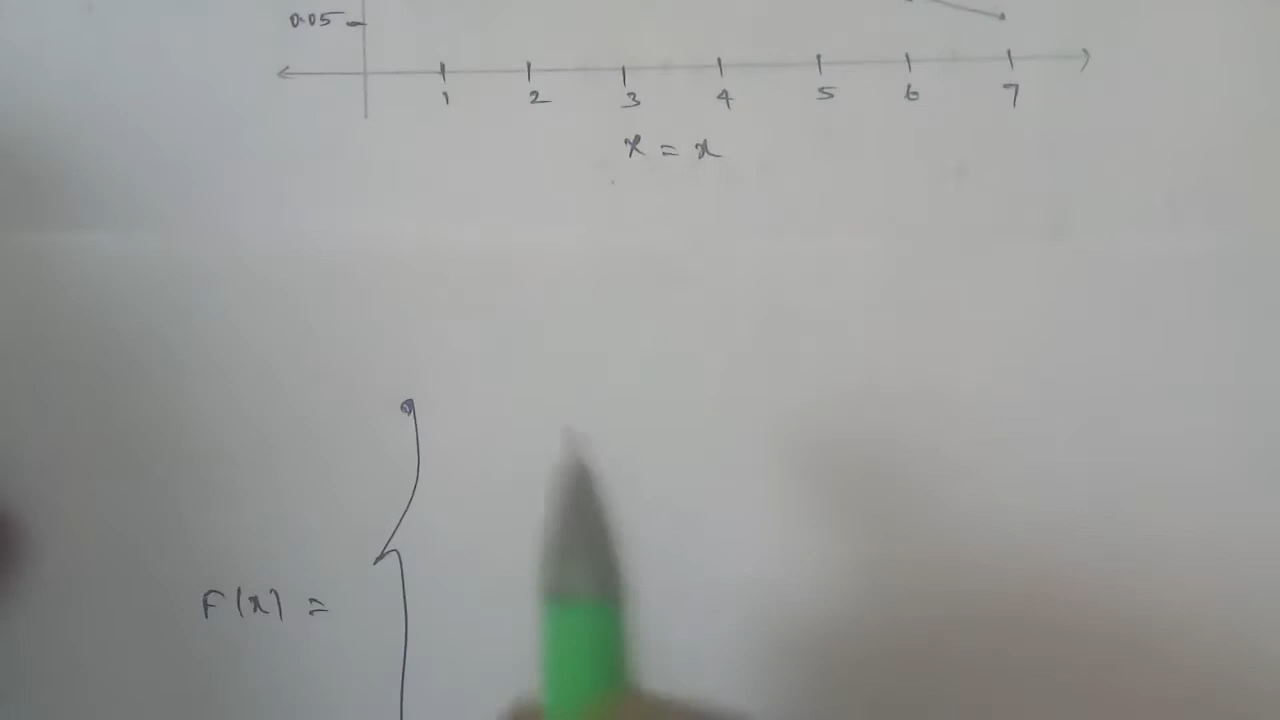 0.05
1 2 3 4 5 6 7
x = x
F(x) =